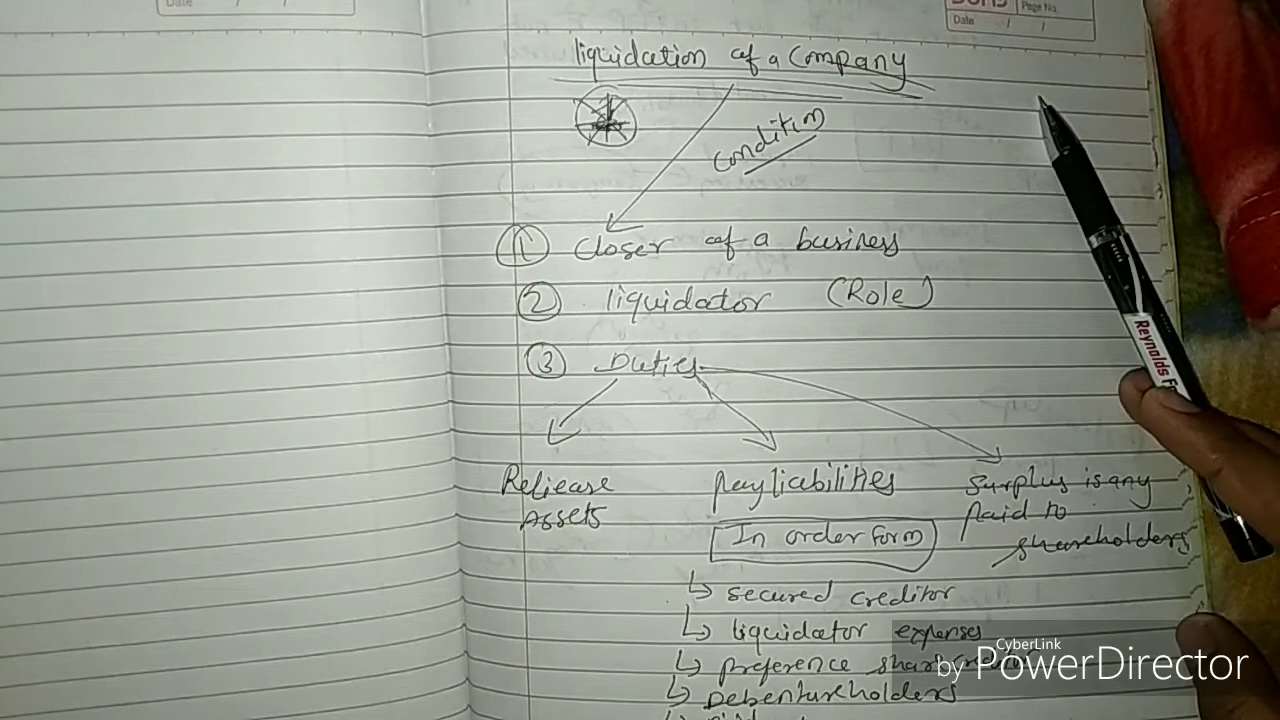 Date / /
Page No.
Date / /
liquidation of a Company
Condition
① Closer of a business
② liquidator (Role)
③ Duties
Reliease
Assets
pay liabilities
In order form
Surplus is any
paid to
shareholders
↳ secured creditor
↳ liquidator expenses
↳ preference
↳ Debentureholders
Reynolds
CyberLink
by PowerDirector